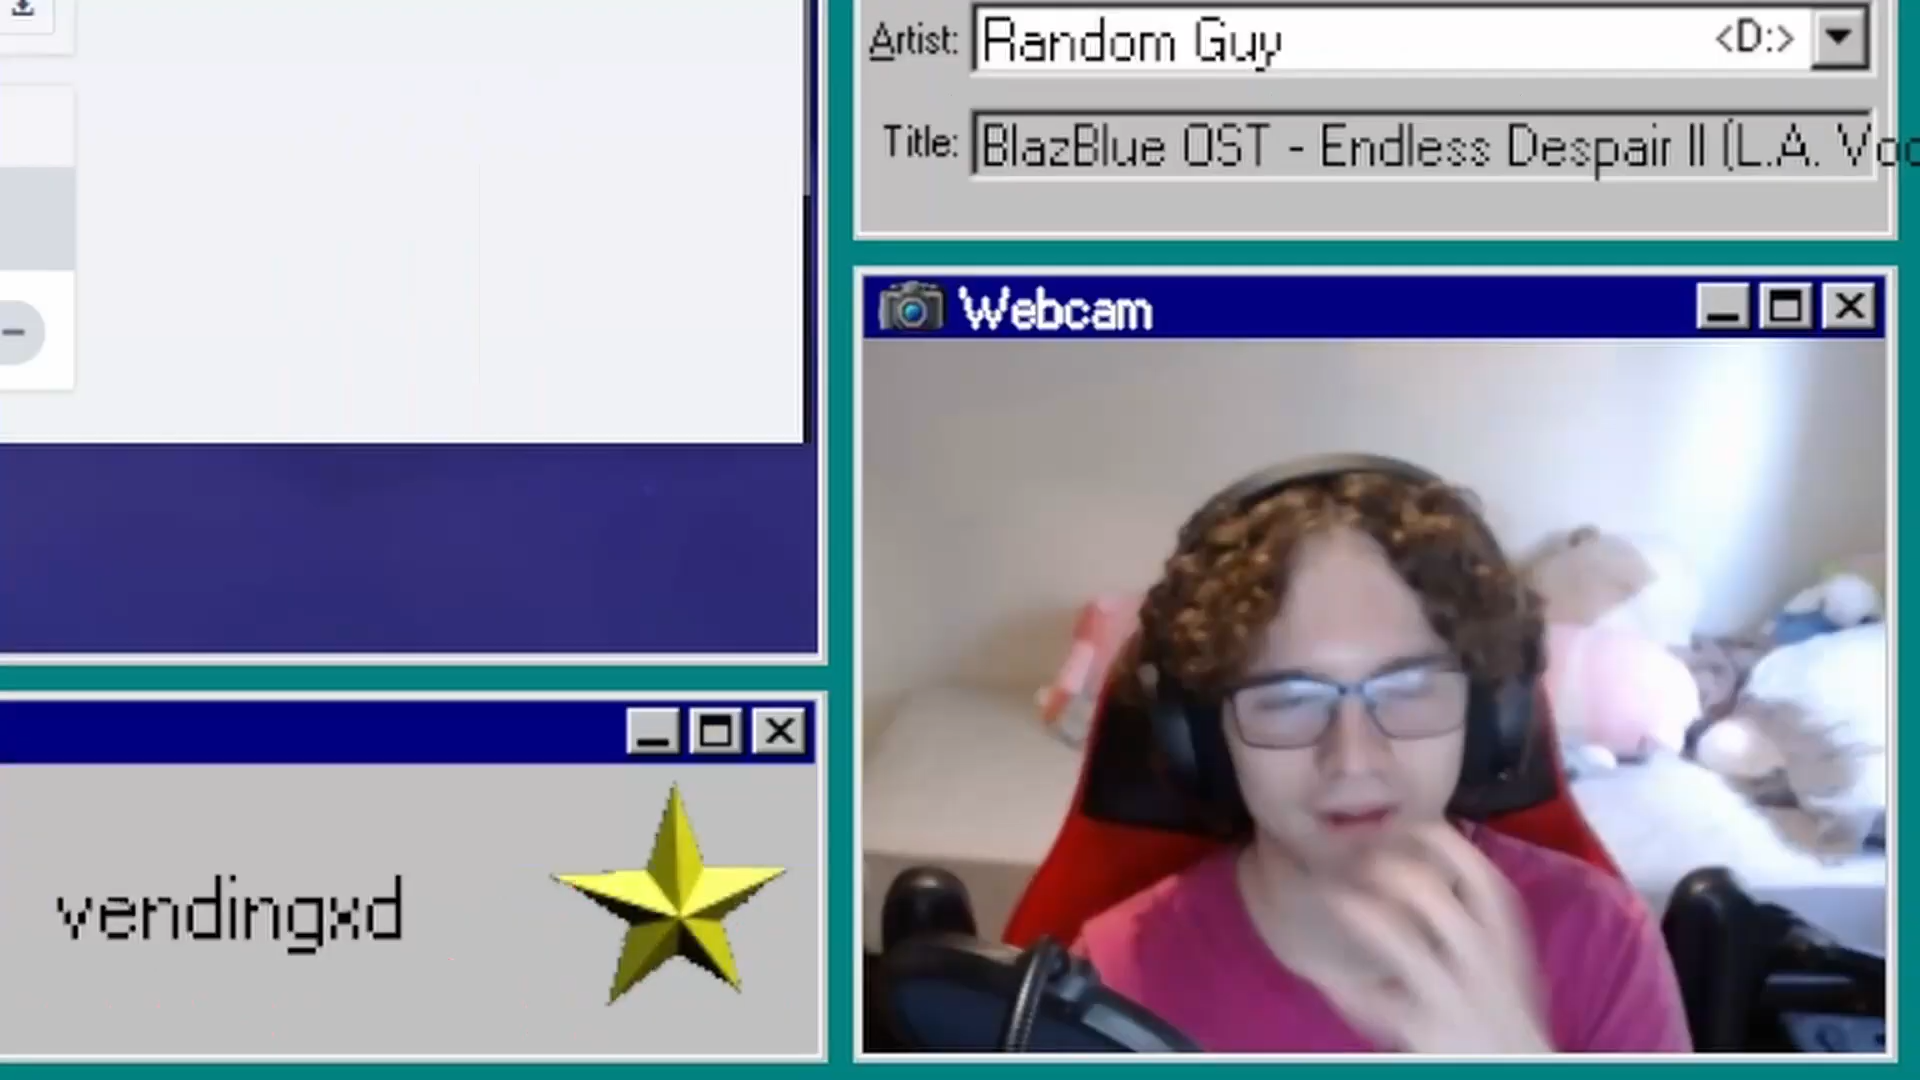 Artist: Random Guy <D:>
Title: BlazBlue OST - Endless Despair II (L.A.
Webcam
vendingxd